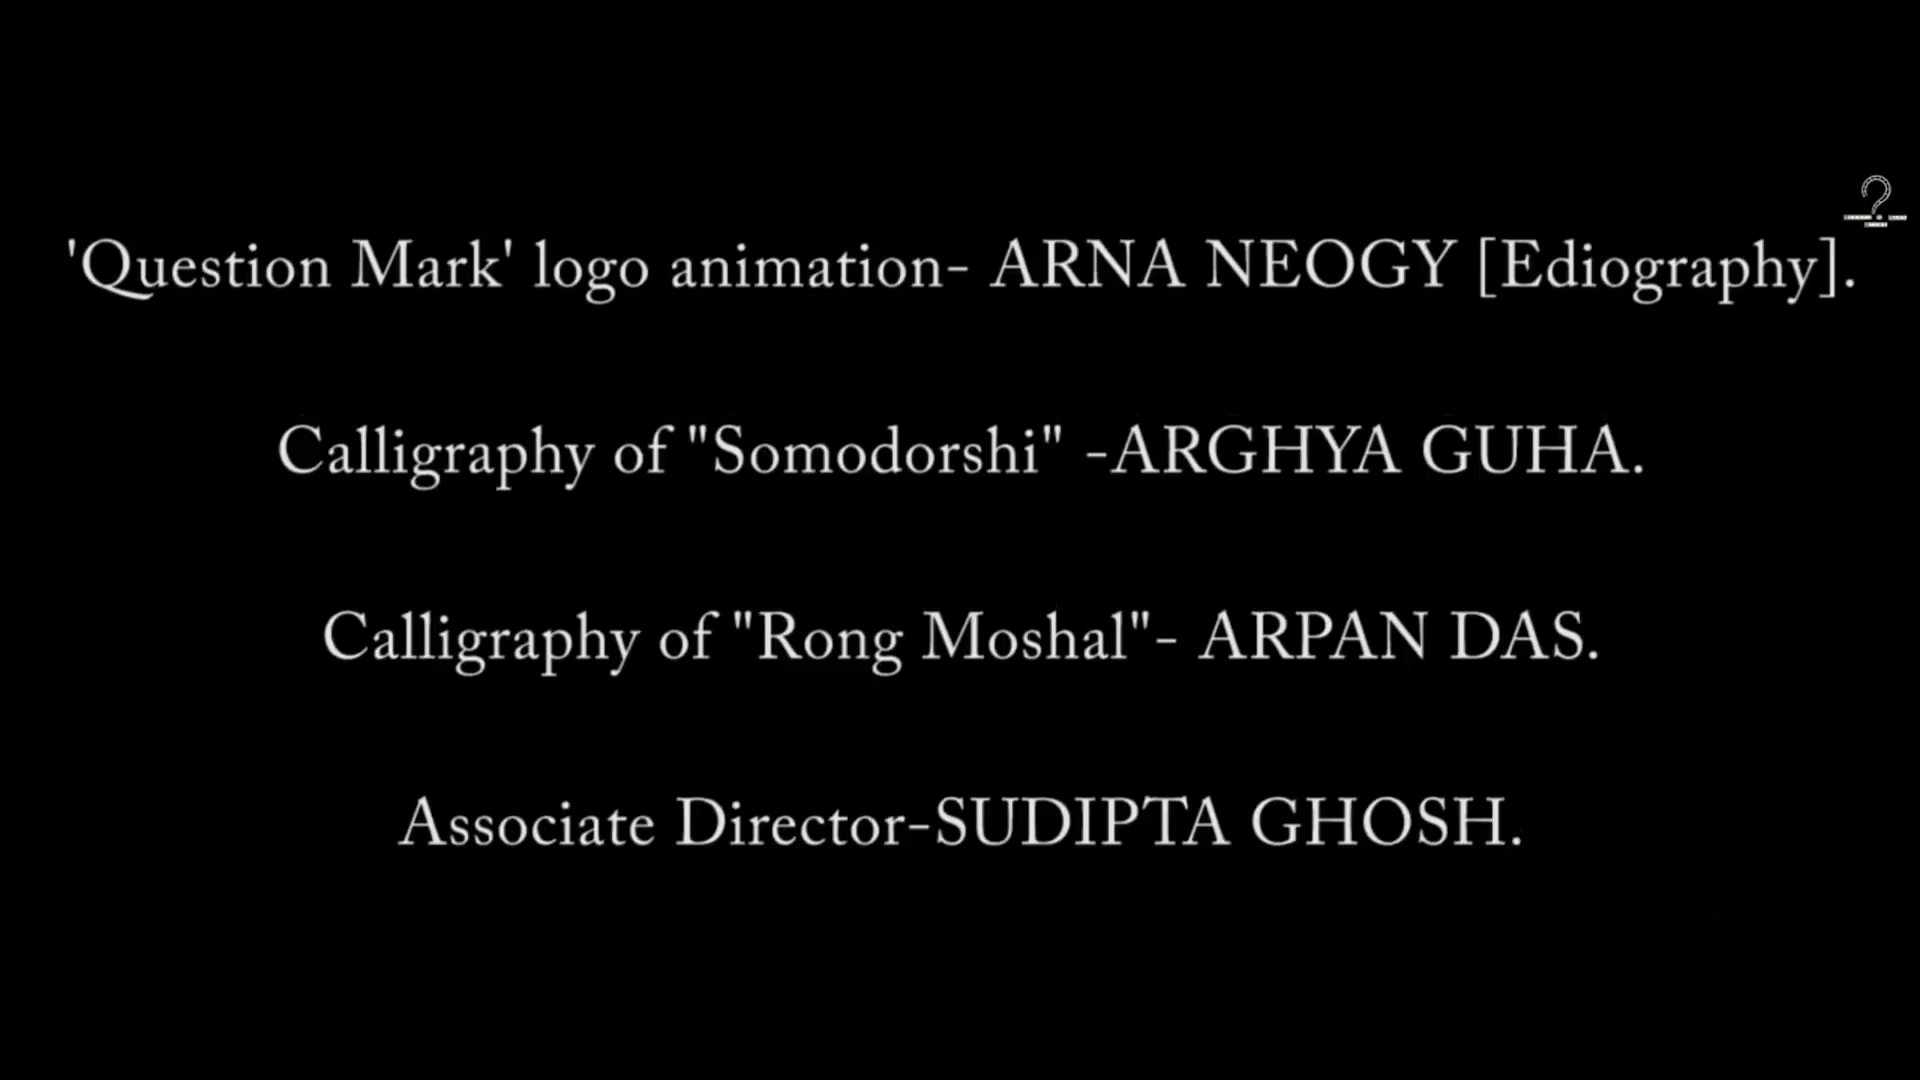 'Question Mark' logo animation- ARNA NEOGY [Ediography].
Calligraphy of "Somodorshi" -ARGHYA GUHA.
Calligraphy of "Rong Moshal"- ARPAN DAS.
Associate Director-SUDIPTA GHOSH.